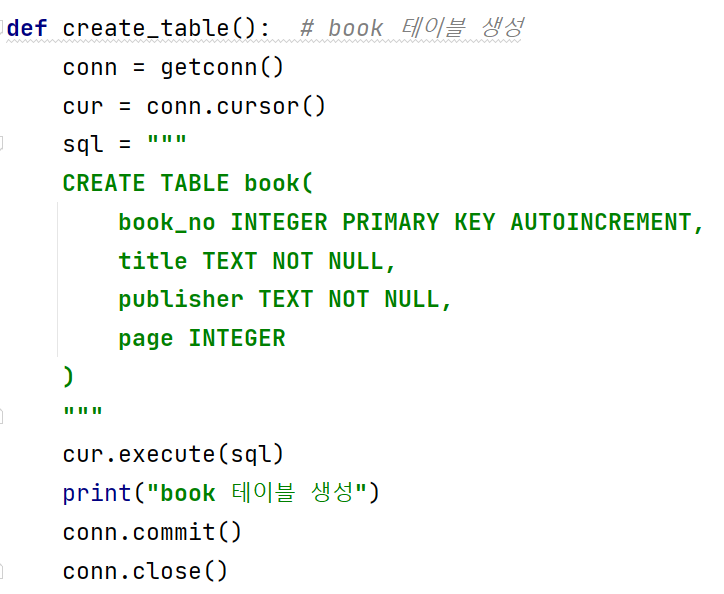 def create_table():  # book 테이블 생성
    conn = getconn()
    cur = conn.cursor()
    sql = """
    CREATE TABLE book(
        book_no INTEGER PRIMARY KEY AUTOINCREMENT,
        title TEXT NOT NULL,
        publisher TEXT NOT NULL,
        page INTEGER
    )
    """
    cur.execute(sql)
    print("book 테이블 생성")
    conn.commit()
    conn.close()